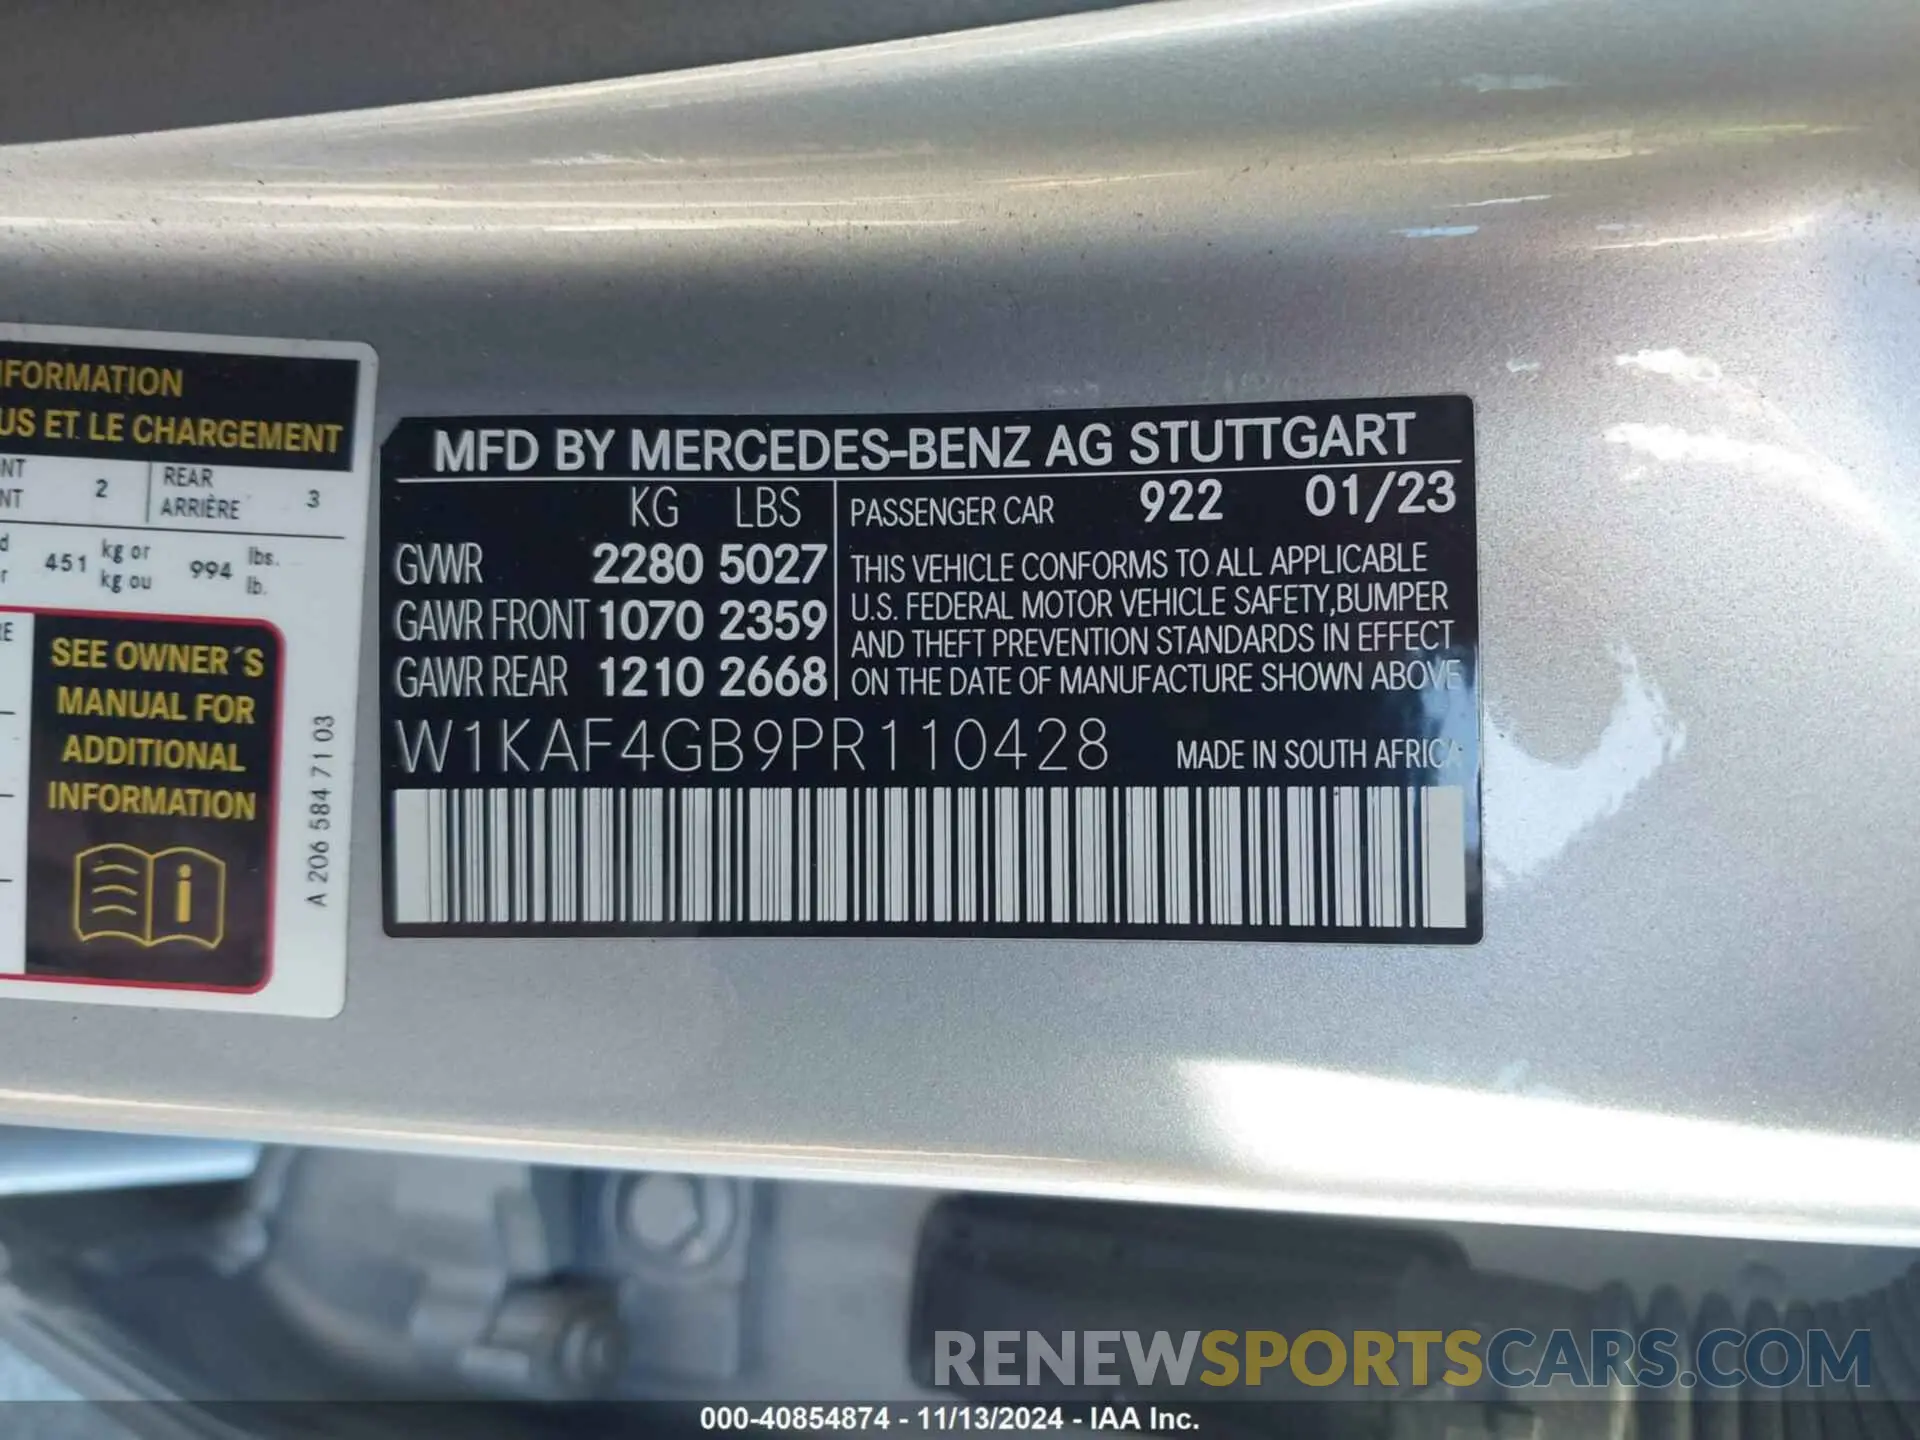 NFORMATION
US ET LE CHARGEMENT
NT
NT
2
REAR
ARRIÈRE
3
451 kg or
kg ou
994 lbs.
lb.
SEE OWNER´S
MANUAL FOR
ADDITIONAL
INFORMATION
i
A 206 584 71 03
MFD BY MERCEDES-BENZ AG STUTTGART
KG LBS
GVWR 2280 5027
GAWR FRONT 1070 2359
GAWR REAR 1210 2668
PASSENGER CAR 922 01/23
THIS VEHICLE CONFORMS TO ALL APPLICABLE
U.S. FEDERAL MOTOR VEHICLE SAFETY,BUMPER
AND THEFT PREVENTION STANDARDS IN EFFECT
ON THE DATE OF MANUFACTURE SHOWN ABOVE
W1KAF4GB9PR110428 MADE IN SOUTH AFRICA
RENEWSPORTSCARS.COM
000-40854874 - 11/13/2024 - IAA Inc.